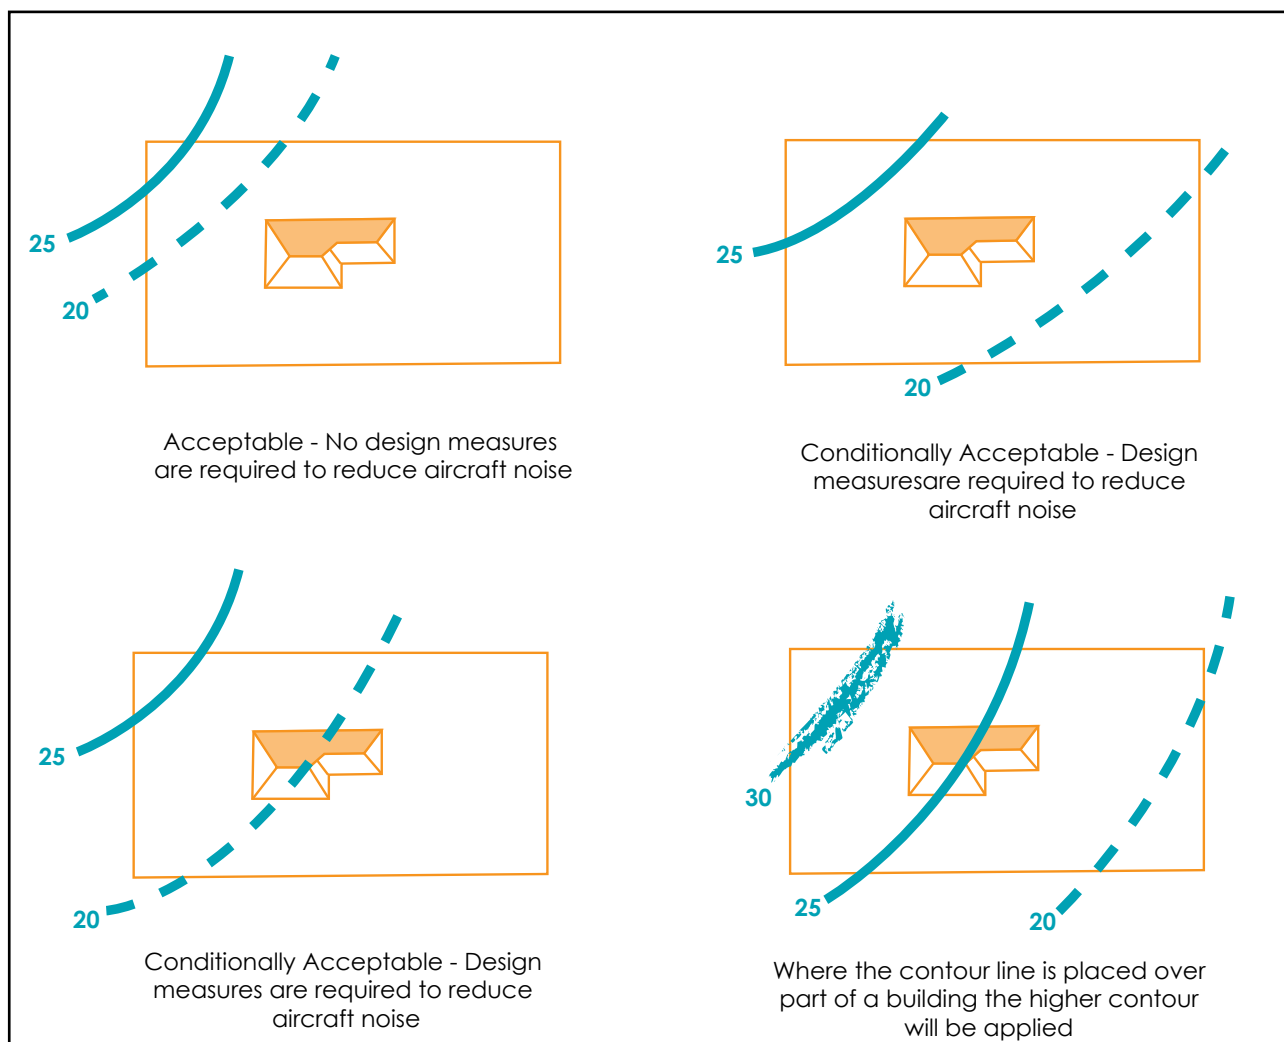 25
20
Acceptable - No design measures
are required to reduce aircraft noise
25
20
Conditionally Acceptable - Design
measuresare required to reduce
aircraft noise
25
20
Conditionally Acceptable - Design
measures are required to reduce
aircraft noise
30
25
20
Where the contour line is placed over
part of a building the higher contour
will be applied